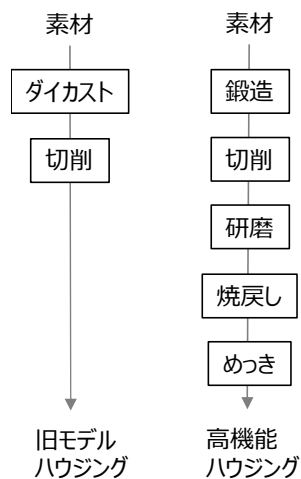 素材
ダイカスト
切削
旧モデル
ハウジング
素材
鍛造
切削
研磨
焼戻し
めっき
高機能
ハウジング